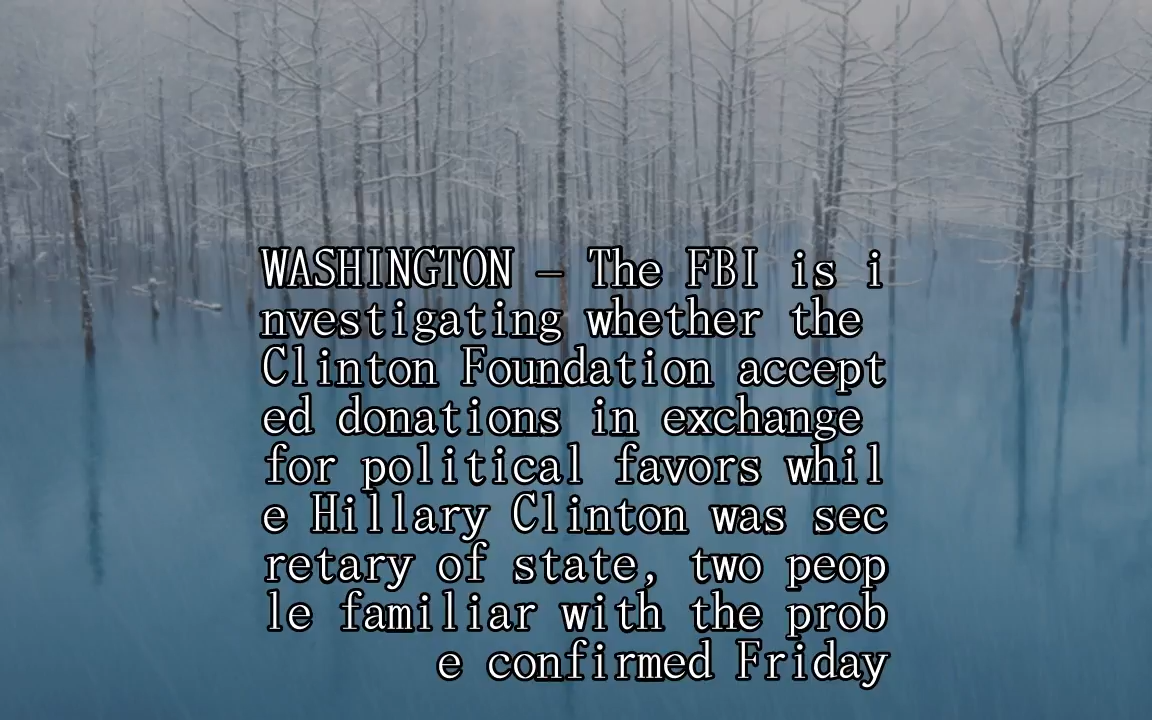 WASHINGTON — The FBI is i
nvestigating whether the
Clinton Foundation accept
ed donations in exchange
for political favors whil
e Hillary Clinton was sec
retary of state, two peop
le familiar with the prob
e confirmed Friday